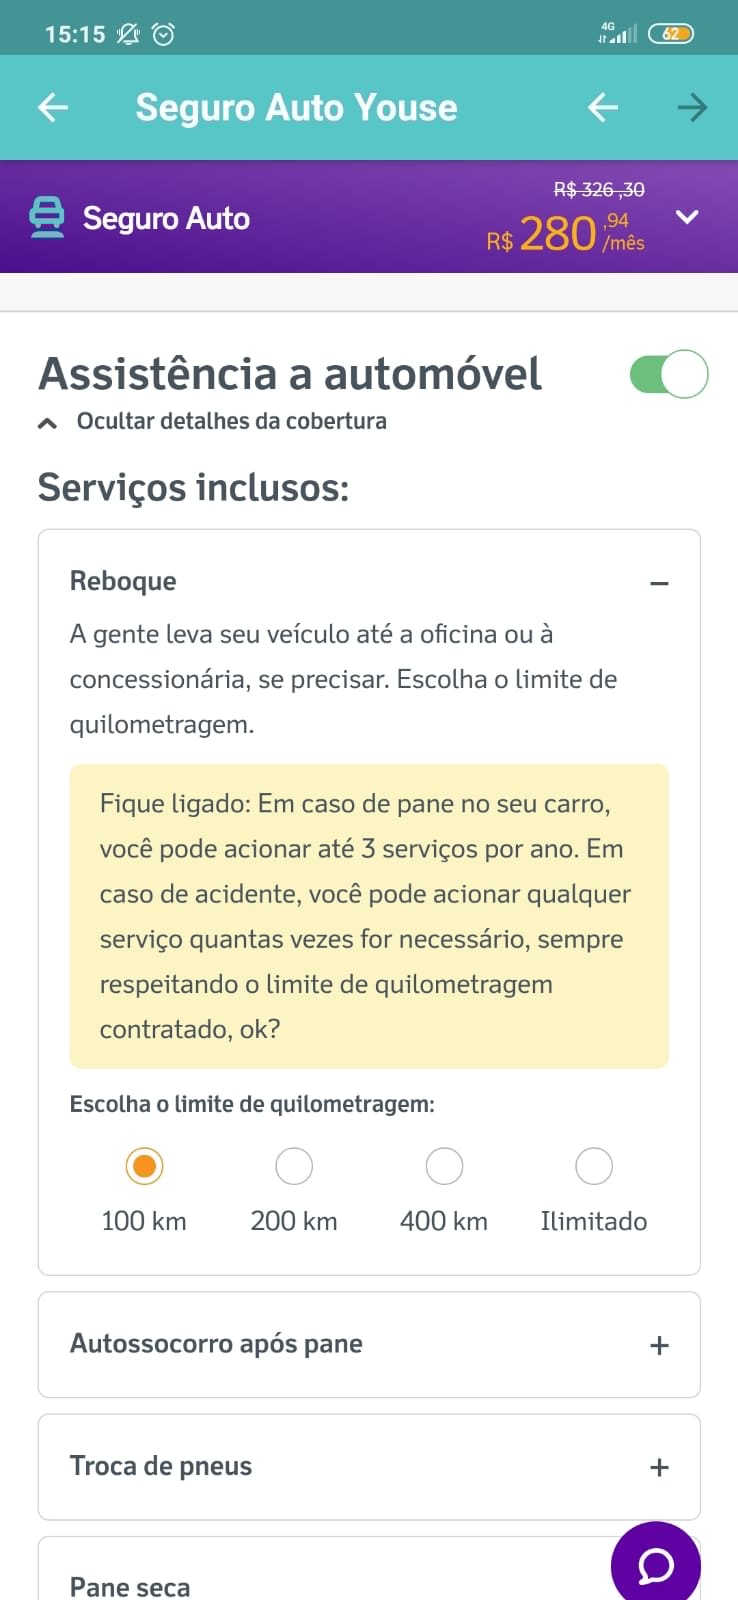 15:15
4G
62
Seguro Auto Youse
Seguro Auto
R$ 326,30
R$ 280,94 /mês
Assistência a automóvel
Ocultar detalhes da cobertura
Serviços inclusos:
Reboque
A gente leva seu veículo até a oficina ou à
concessionária, se precisar. Escolha o limite de
quilometragem.
Fique ligado: Em caso de pane no seu carro,
você pode acionar até 3 serviços por ano. Em
caso de acidente, você pode acionar qualquer
serviço quantas vezes for necessário, sempre
respeitando o limite de quilometragem
contratado, ok?
Escolha o limite de quilometragem:
100 km 200 km 400 km Ilimitado
Autossocorro após pane
Troca de pneus
Pane seca